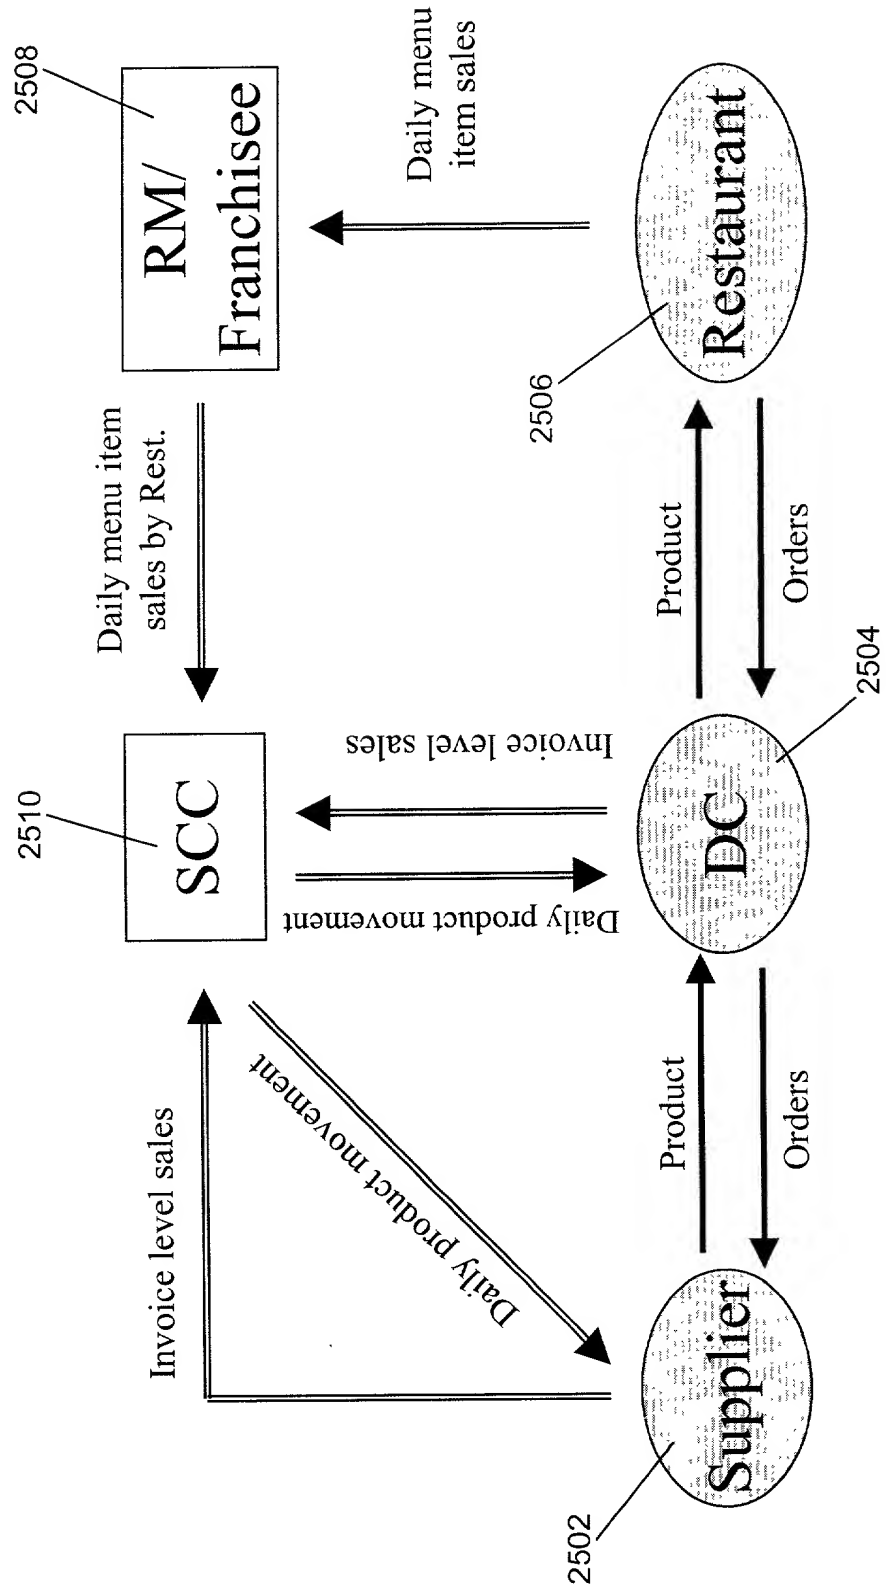 2510
2508
SCC
RM/
Franchisee
Invoice level sales
Daily menu item
sales by Rest.
Daily menu
item sales
Daily product movement
Daily product movement
Invoice level sales
2506
Product
Product
Supplier
DC
Restaurant
Orders
Orders
2502
2504